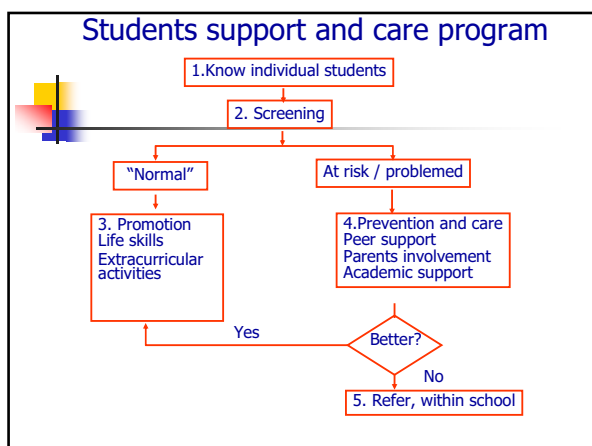 Students support and care program
1.Know individual students
2. Screening
“Normal”
At risk / problemed
3. Promotion
Life skills
Extracurricular
activities
4.Prevention and care
Peer support
Parents involvement
Academic support
Yes
Better?
No
5. Refer, within school